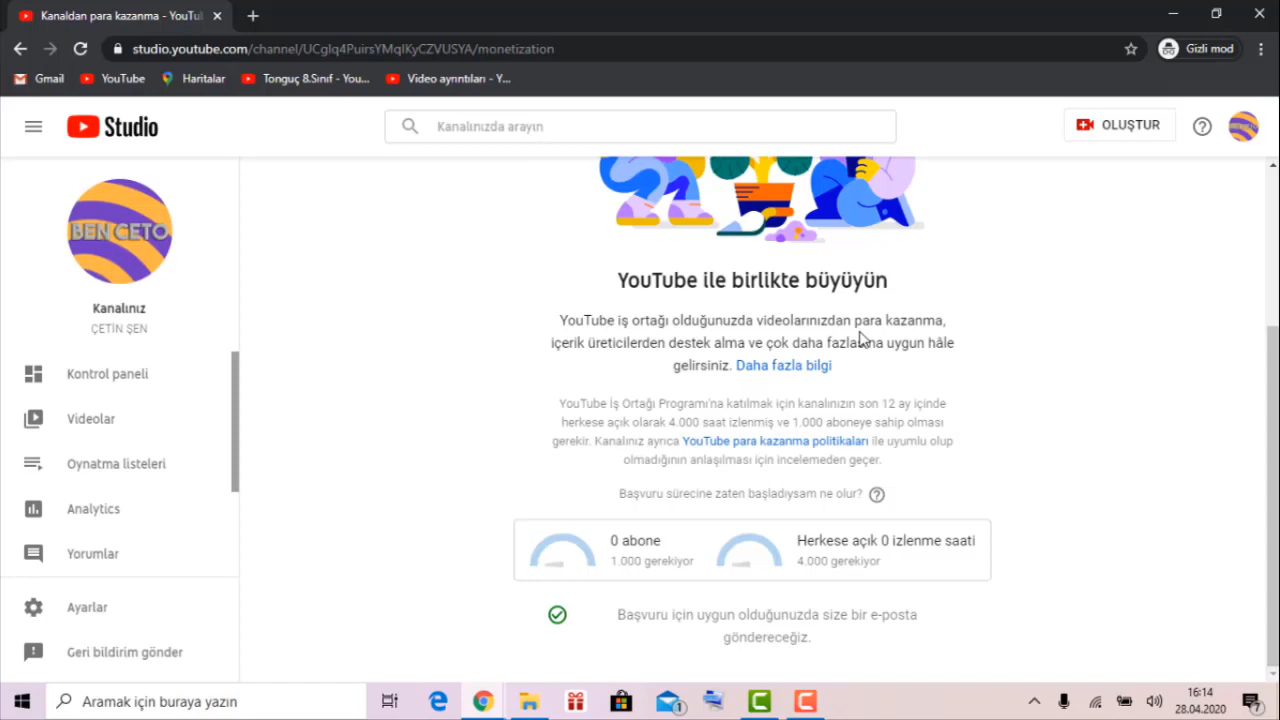 Kanaldan para kazanma - YouTu
studio.youtube.com/channel/UCglq4PuirsYMqlKyCZVUSYA/monetization
Gizli mod
Gmail
YouTube
Haritalar
Tonguç 8.Sınıf - You...
Video ayrıntıları - Y...
Studio
Kanalınızda arayın
OLUŞTUR
BEN CETO
Kanalınız
ÇETİN ŞEN
Kontrol paneli
Videolar
Oynatma listeleri
Analytics
Yorumlar
Ayarlar
Geri bildirim gönder
YouTube ile birlikte büyüyün
YouTube iş ortağı olduğunuzda videolarınızdan para kazanma,
içerik üreticilerden destek alma ve çok daha fazlasına uygun hâle
gelirsiniz. Daha fazla bilgi
YouTube İş Ortağı Programı'na katılmak için kanalınızın son 12 ay içinde
herkese açık olarak 4.000 saat izlenmiş ve 1.000 aboneye sahip olması
gerekir. Kanalınız ayrıca YouTube para kazanma politikaları ile uyumlu olup
olmadığının anlaşılması için incelemeden geçer.
Başvuru sürecine zaten başladıysam ne olur?
0 abone
1.000 gerekiyor
Herkese açık 0 izlenme saati
4.000 gerekiyor
Başvuru için uygun olduğunuzda size bir e-posta
göndereceğiz.
Aramak için buraya yazın
1
16:14
28.04.2020
7